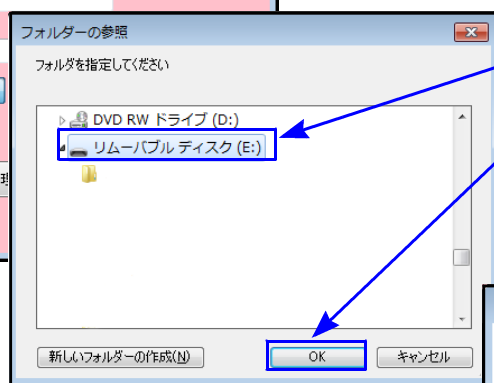 フォルダーの参照
フォルダを指定してください
DVD RW ドライブ (D:)
リムーバブル ディスク (E:)
新しいフォルダーの作成(N)
OK
キャンセル